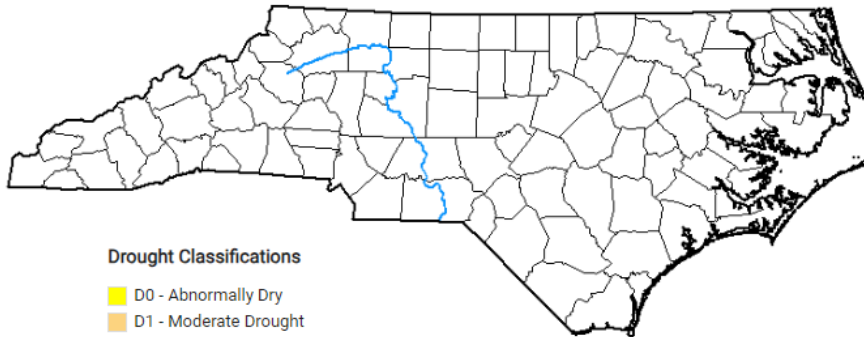 Drought Classifications
D0 - Abnormally Dry
D1 - Moderate Drought